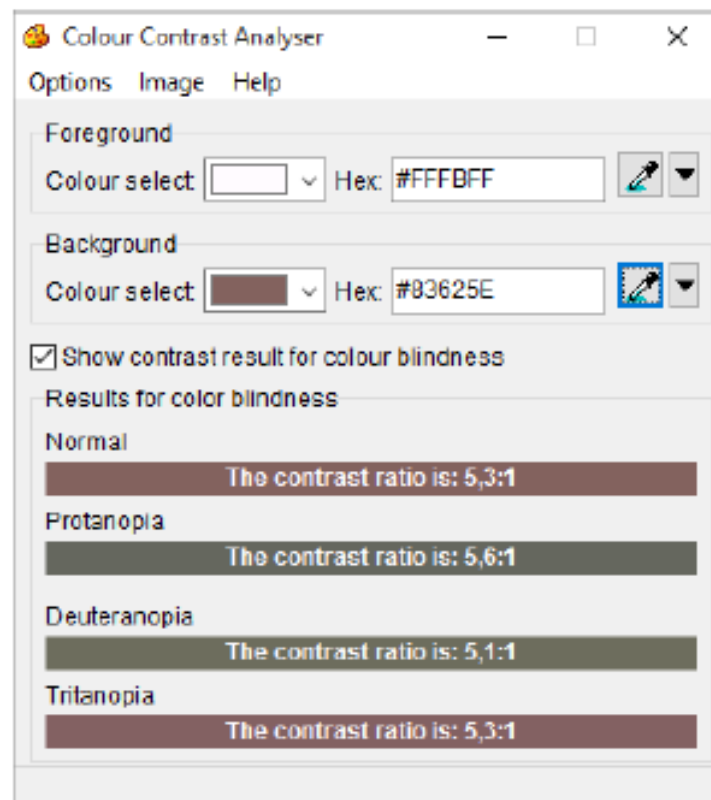 Colour Contrast Analyser
Options Image Help
Foreground
Colour select Hex: #FFFBFF
Background
Colour select Hex: #83625E
Show contrast result for colour blindness
Results for color blindness
Normal
The contrast ratio is: 5,3:1
Protanopia
The contrast ratio is: 5,6:1
Deuteranopia
The contrast ratio is: 5,1:1
Tritanopia
The contrast ratio is: 5,3:1